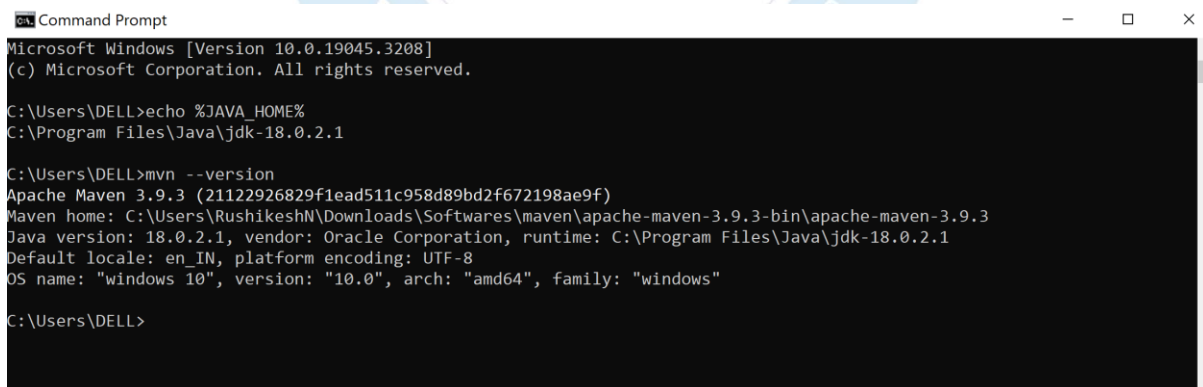 Command Prompt
Microsoft Windows [Version 10.0.19045.3208]
(c) Microsoft Corporation. All rights reserved.
C:\Users\DELL>echo %JAVA_HOME%
C:\Program Files\Java\jdk-18.0.2.1
C:\Users\DELL>mvn --version
Apache Maven 3.9.3 (21122926829f1ead511c958d89bd2f672198ae9f)
Maven home: C:\Users\RushikeshN\Downloads\Softwares\maven\apache-maven-3.9.3-bin\apache-maven-3.9.3
Java version: 18.0.2.1, vendor: Oracle Corporation, runtime: C:\Program Files\Java\jdk-18.0.2.1
Default locale: en_IN, platform encoding: UTF-8
OS name: "windows 10", version: "10.0", arch: "amd64", family: "windows"
C:\Users\DELL>